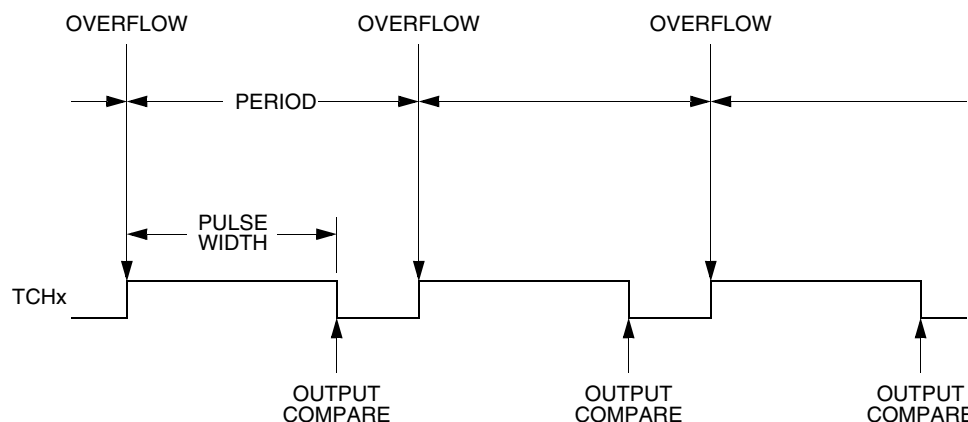 OVERFLOW OVERFLOW OVERFLOW
PERIOD
PULSE
WIDTH
TCHx
OUTPUT
COMPARE
OUTPUT
COMPARE
OUTPUT
COMPARE